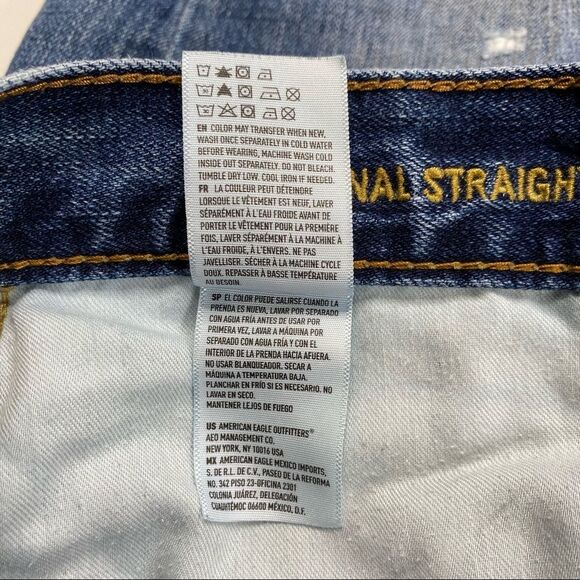 EN COLOR MAY TRANSFER WHEN NEW,
WASH ONCE SEPARATELY IN COLD WATER
BEFORE WEARING, MACHINE WASH COLD
INSIDE OUT SEPARATELY. DO NOT BLEACH.
TUMBLE DRY LOW. COOL IRON IF NEEDED.
FR LA COULEUR PEUT DÉTEINDRE
LORSQUE LE VÊTEMENT EST NEUF, LAVER
SÉPARÉMENT À L'EAU FROIDE AVANT DE
PORTER LE VÊTEMENT POUR LA PREMIÈRE
FOIS, LAVER SÉPARÉMENT À LA MACHINE À
L'EAU FROIDE, À L'ENVERS. NE PAS
JAVELLISER. SÉCHER À LA MACHINE CYCLE
DOUX. REPASSER À BASSE TEMPÉRATURE
AU BESOIN.
SP EL COLOR PUEDE SALIRSE CUANDO LA
PRENDA ES NUEVA, LAVAR POR SEPARADO
CON AGUA FRÍA ANTES DE USAR POR
PRIMERA VEZ, LAVAR A MÁQUINA POR
SEPARADO CON AGUA FRÍA Y CON EL
INTERIOR DE LA PRENDA HACIA AFUERA.
NO USAR BLANQUEADOR. SECAR A
MÁQUINA A TEMPERATURA BAJA.
PLANCHAR EN FRÍO SI ES NECESARIO. NO
LAVAR EN SECO.
MANTENER LEJOS DE FUEGO
US AMERICAN EAGLE OUTFITTERS®
AEO MANAGEMENT CO.
NEW YORK, NY 10016 USA
MX AMERICAN EAGLE MEXICO IMPORTS,
S. DE R.L. DE C.V., PASEO DE LA REFORMA
NO. 342 PISO 23-OFICINA 2301
COLONIA JUÁREZ, DELEGACIÓN
CUAUHTÉMOC 06600 MÉXICO, D.F.
NAL STRAIGH